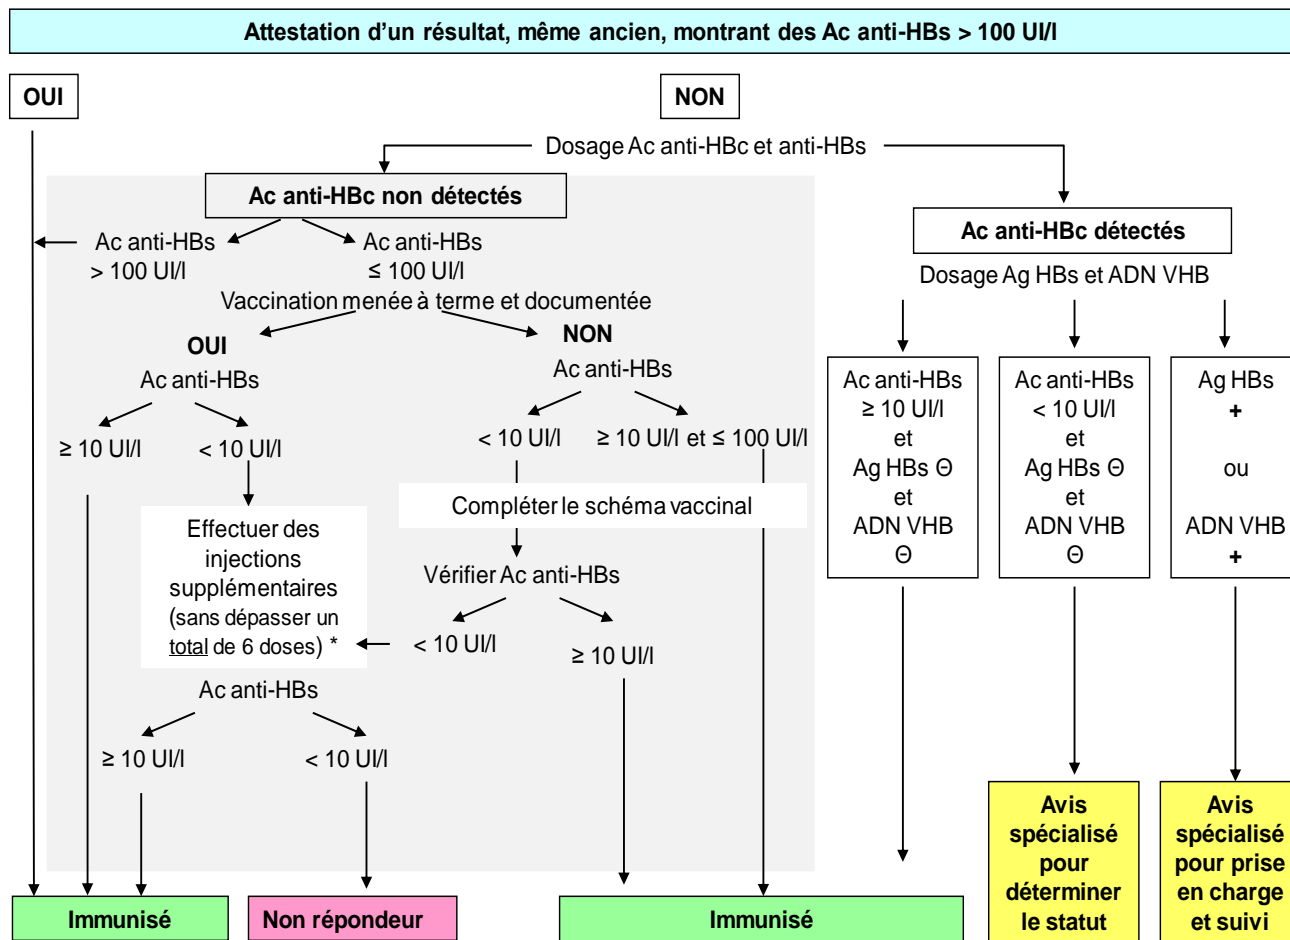 Attestation d’un résultat, même ancien, montrant des Ac anti-HBs > 100 UI/l
OUI
NON
Dosage Ac anti-HBc et anti-HBs
Ac anti-HBc non détectés
Ac anti-HBs
> 100 UI/l
Ac anti-HBs
≤ 100 UI/l
Vaccination menée à terme et documentée
OUI
Ac anti-HBs
≥ 10 UI/l
< 10 UI/l
NON
Ac anti-HBs
< 10 UI/l
≥ 10 UI/l et ≤ 100 UI/l
Effectuer des
injections
supplémentaires
(sans dépasser un
total de 6 doses) *
Compléter le schéma vaccinal
Vérifier Ac anti-HBs
< 10 UI/l
≥ 10 UI/l
Ac anti-HBs
≥ 10 UI/l
< 10 UI/l
Ac anti-HBc détectés
Dosage Ag HBs et ADN VHB
Ac anti-HBs
≥ 10 UI/l
et
Ag HBs Θ
et
ADN VHB
Θ
Ac anti-HBs
< 10 UI/l
et
Ag HBs Θ
et
ADN VHB
Θ
Ag HBs
+
ou
ADN VHB
+
Immunisé
Non répondeur
Immunisé
Avis
spécialisé
pour
déterminer
le statut
Avis
spécialisé
pour prise
en charge
et suivi